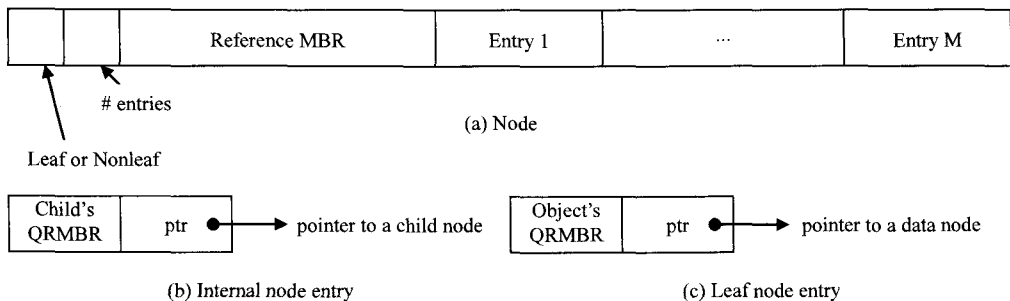 Reference MBR Entry 1 ... Entry M
# entries
(a) Node
Leaf or Nonleaf
Child's
QRMBR
ptr
pointer to a child node
Object's
QRMBR
ptr
pointer to a data node
(b) Internal node entry
(c) Leaf node entry